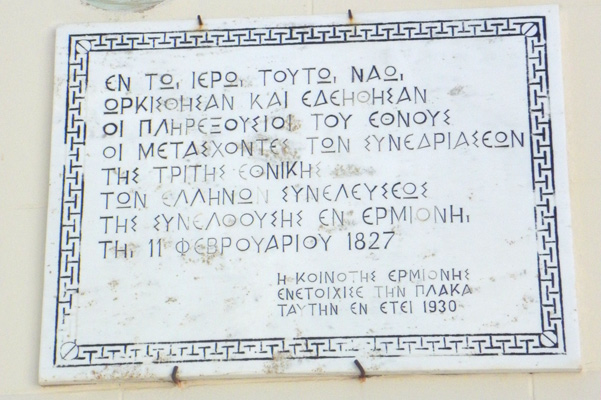 ΕΝ ΤΩͺ ΙΕΡΩͺ ΤΟΥΤΩͺ ΝΑΩͺ
ΩΡΚΙΣΘΗΣΑΝ ΚΑΙ ΕΔΕΗΘΗΣΑΝ
ΟΙ ΠΛΗΡΕΞΟΥΣΙΟΙ ΤΟΥ ΕΘΝΟΥΣ
ΟΙ ΜΕΤΑΣΧΟΝΤΕΣ ΤΩΝ ΣΥΝΕΔΡΙΑΣΕΩΝ
ΤΗΣ ΤΡΙΤΗΣ ΕΘΝΙΚΗΣ
ΤΩΝ ΕΛΛΗΝΩΝ ΣΥΝΕΛΕΥΣΕΩΣ
ΤΗΣ ΣΥΝΕΛΘΟΥΣΗΣ ΕΝ ΕΡΜΙΟΝΗͺ
ΤΗͺ 11 ΦΕΒΡΟΥΑΡΙΟΥ 1827
Η ΚΟΙΝΟΤΗΣ ΕΡΜΙΟΝΗΣ
ΕΝΕΤΟΙΧΙΣΕ ΤΗΝ ΠΛΑΚΑ
ΤΑΥΤΗΝ ΕΝ ΕΤΕΙ 1930